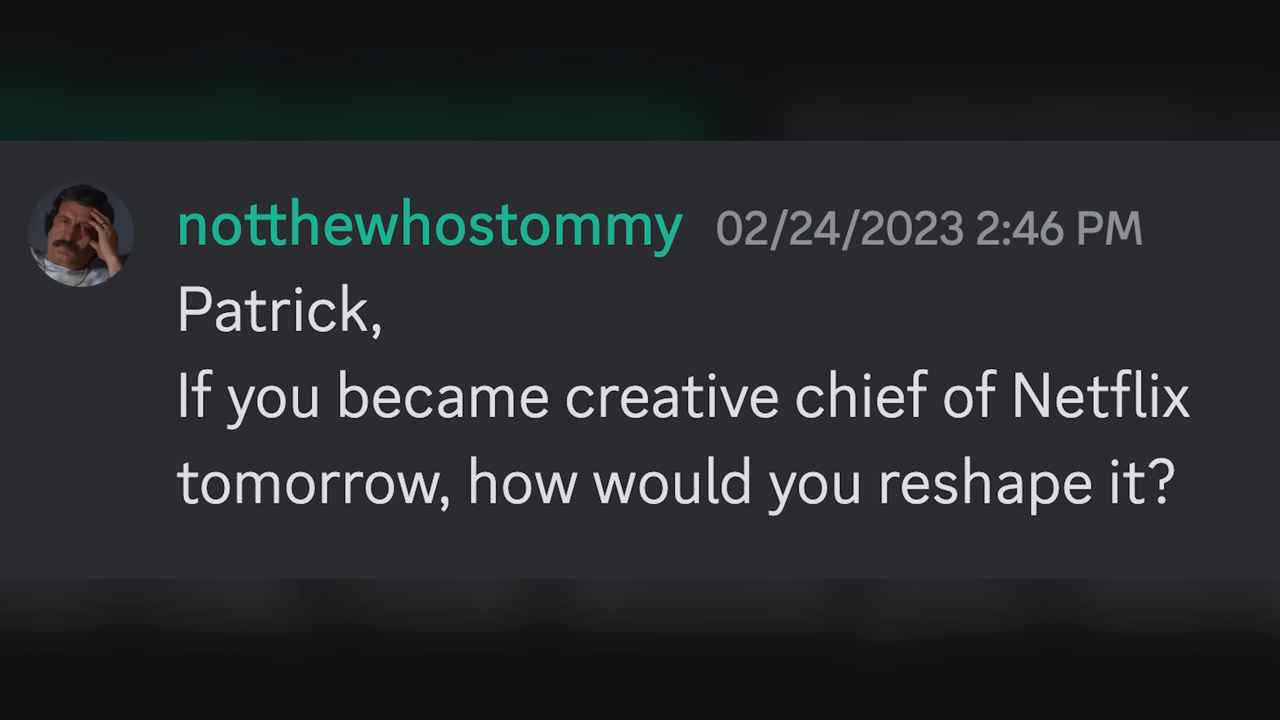 notthewhostommy 02/24/2023 2:46 PM
Patrick,
If you became creative chief of Netflix
tomorrow, how would you reshape it?